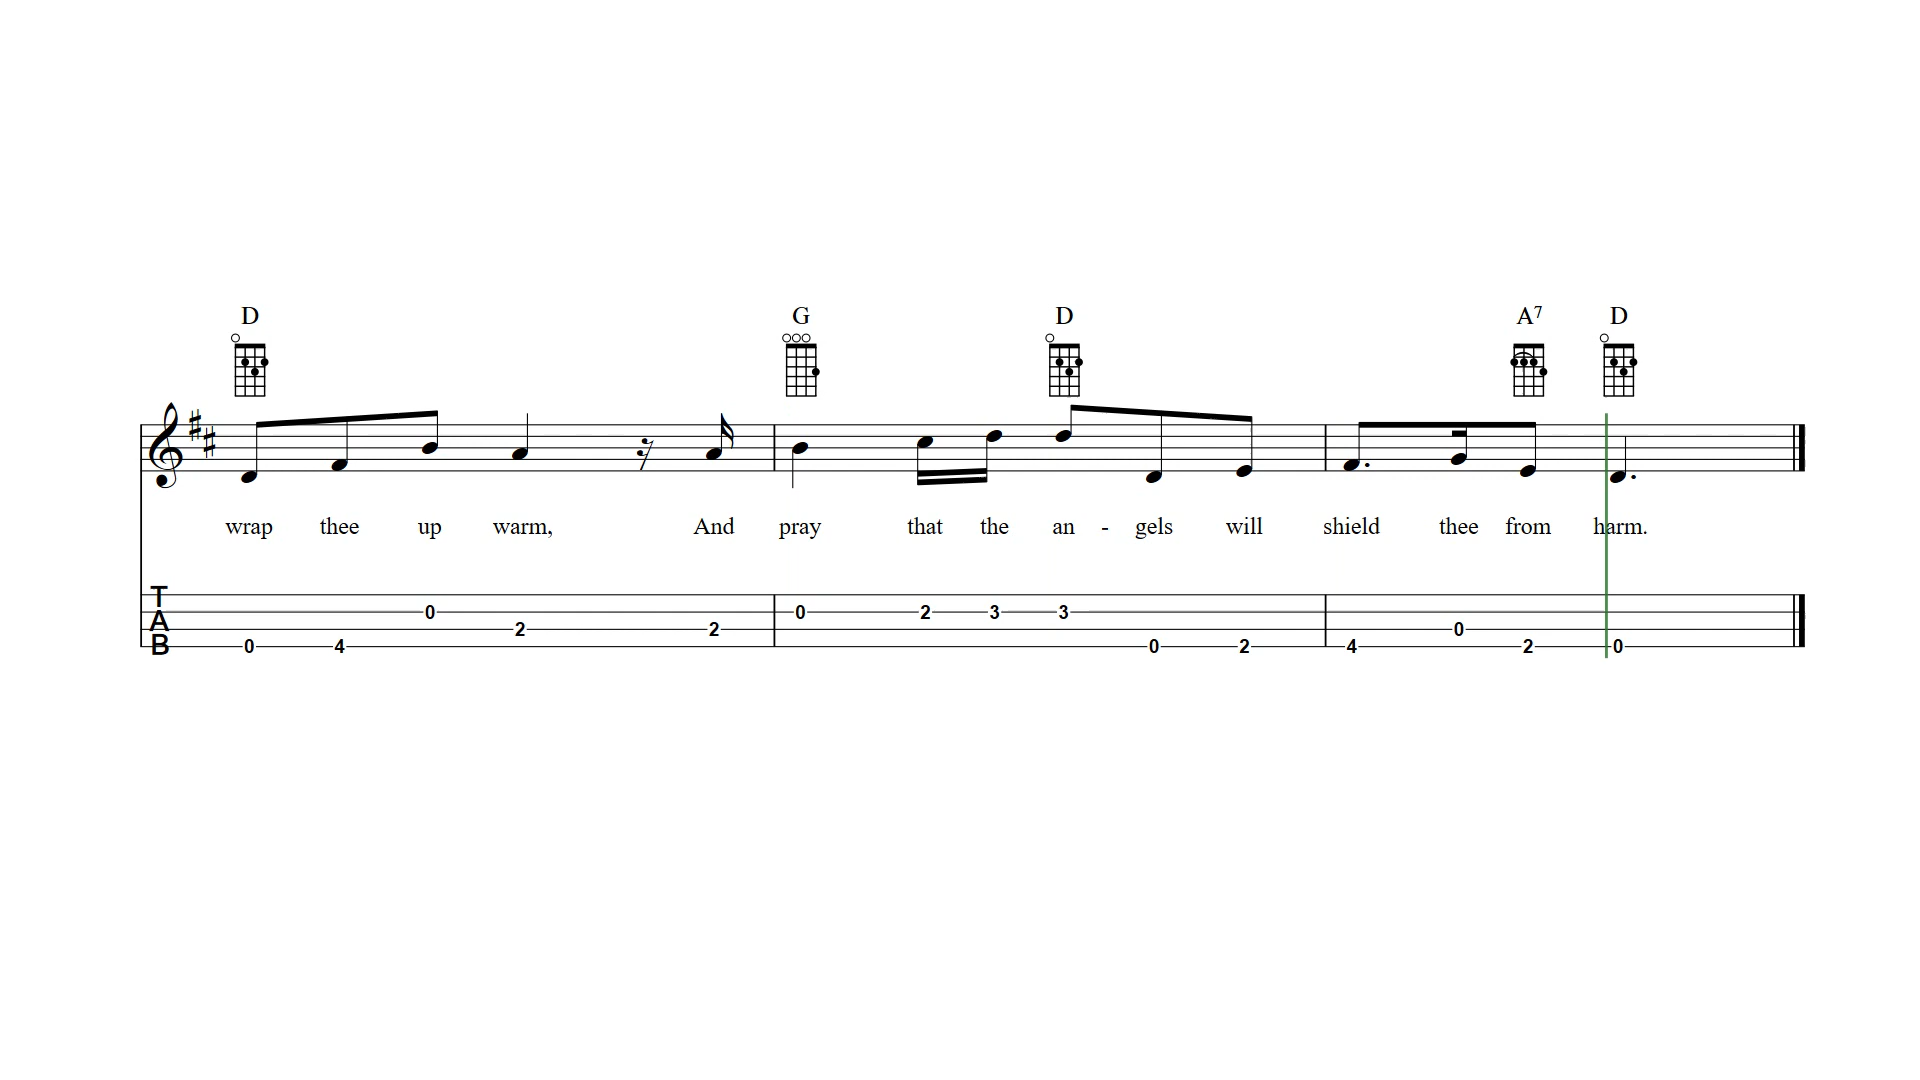 D G D A7 D
wrap thee up warm, And pray that the an - gels will shield thee from harm.
T
A
B
0 2 2 0 2 3 3 0
0 4 0 2 4 2 0